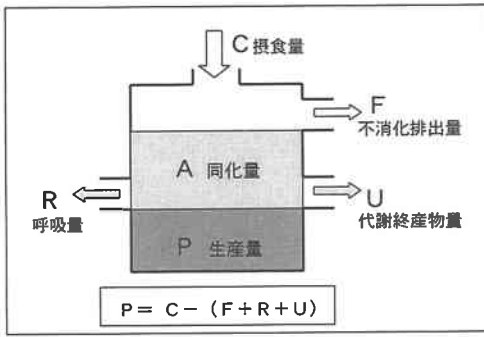 C 摂食量
F
不消化排出量
A 同化量
R
呼吸量
U
代謝終産物量
P 生産量
P= C-(F+R+U)